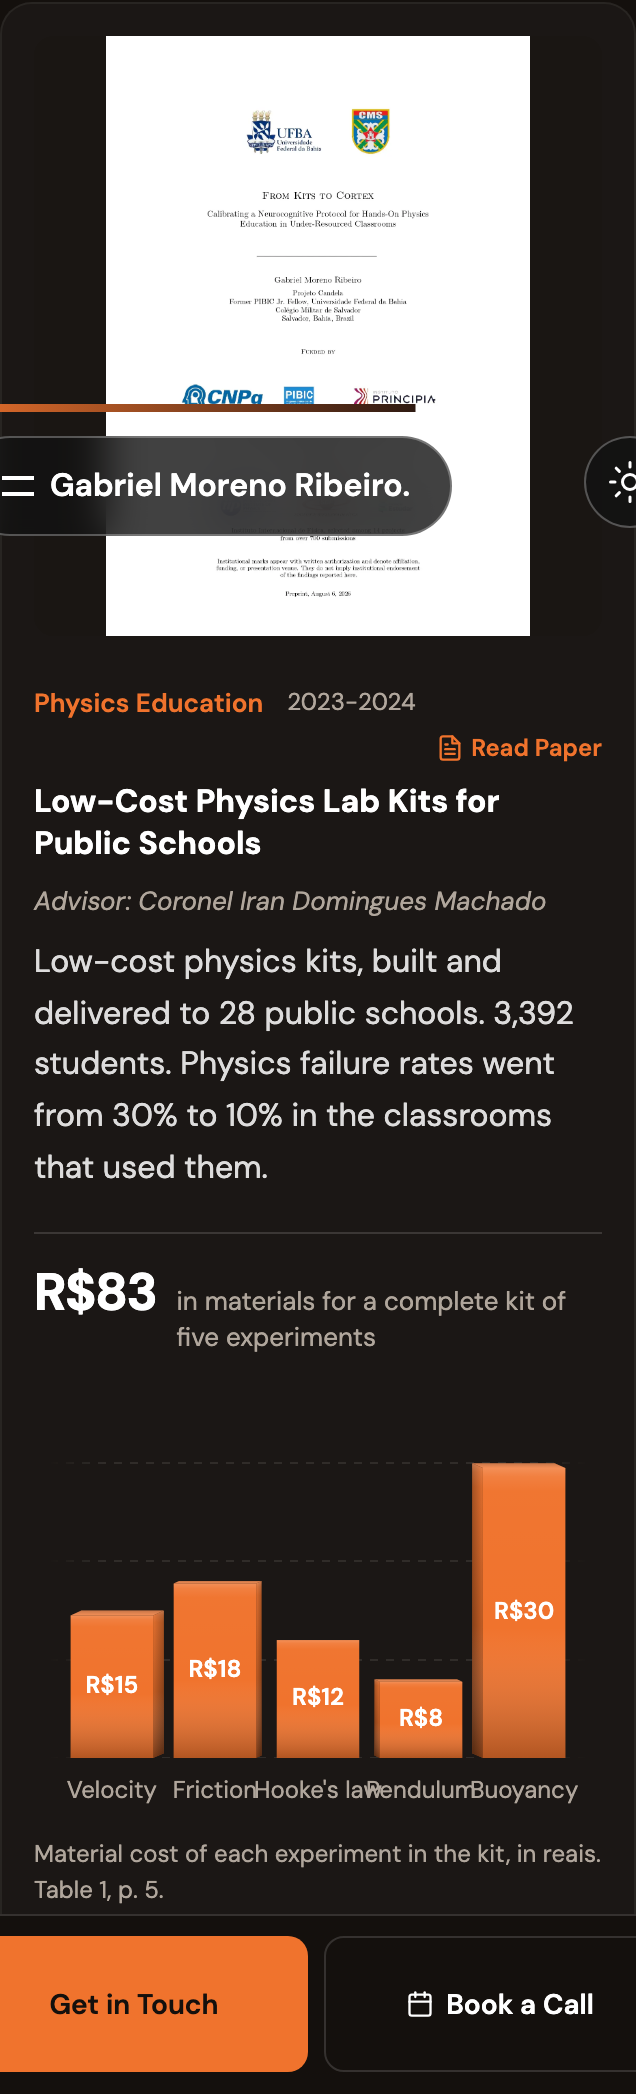 UFBA
Universidade
Federal da Bahia
CMS
From Kits to Cortex
Calibrating a Neurocognitive Protocol for Hands-On Physics
Education in Under-Resourced Classrooms
Gabriel Moreno Ribeiro
Projeto Candela
Former PIBIC Jr. Fellow, Universidade Federal da Bahia
Colégio Militar de Salvador
Salvador, Bahia, Brazil
Funded by
CNPq
PIBIC
PRINCIPIA
Gabriel Moreno Ribeiro.
from over 700 submissions
Institutional marks appear with written authorization and denote affiliation,
funding, or presentation venue. They do not imply institutional endorsement
of the findings reported here.
Preprint, August 6, 2026
Physics Education 2023-2024
Read Paper
Low-Cost Physics Lab Kits for
Public Schools
Advisor: Coronel Iran Domingues Machado
Low-cost physics kits, built and
delivered to 28 public schools. 3,392
students. Physics failure rates went
from 30% to 10% in the classrooms
that used them.
R$83 in materials for a complete kit of
five experiments
R$30
R$18
R$15
R$12
R$8
Velocity Friction Hooke's law Pendulum Buoyancy
Material cost of each experiment in the kit, in reais.
Table 1, p. 5.
Get in Touch
Book a Call